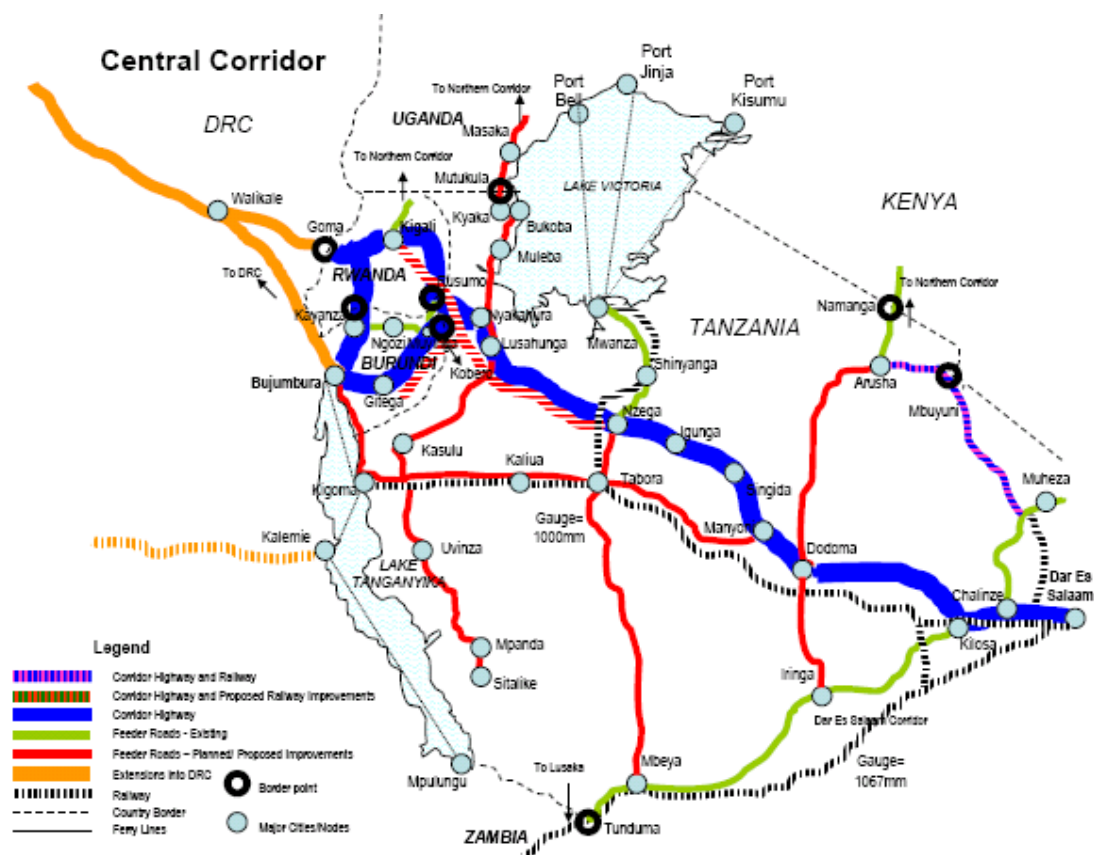 Central Corridor
Port
Jinja
Port
Bell
Port
Kisumu
To Northern Corridor
UGANDA
DRC
Masaka
To Northern Corridor
Mutukula
LAKE VICTORIA
Walikale
Kyaka
Bukoba
KENYA
Goma
Kigali
Muleba
To DRC
RWANDA
Rusumo
To Northern Corridor
Namanga
Kayanza
Nyakahura
TANZANIA
Ngozi
Lusahunga
Mwanza
BURUNDI
Kobero
Shinyanga
Arusha
Bujumbura
Gitega
Mbuyuni
Nzega
Igunga
Kasulu
Kaliua
Singida
Muheza
Kigoma
Tabora
Gauge=
1000mm
Manyoni
Kalemie
Uvinza
Dodoma
LAKE
TANGANYIKA
Dar Es
Salaam
Chalinze
Kilosa
Legend
Mpanda
Iringa
Corridor Highway and Railway
Sitalike
Corridor Highway and Proposed Railway Improvements
Corridor Highway
Dar Es Salaam Corridor
Feeder Roads - Existing
Feeder Roads – Planned/ Proposed Improvements
To Lusaka
Mbeya
Gauge=
1067mm
Extensions into DRC
Mpulungu
Railway
Border point
Country Border
Ferry Lines
Major Cities/Nodes
ZAMBIA
Tunduma